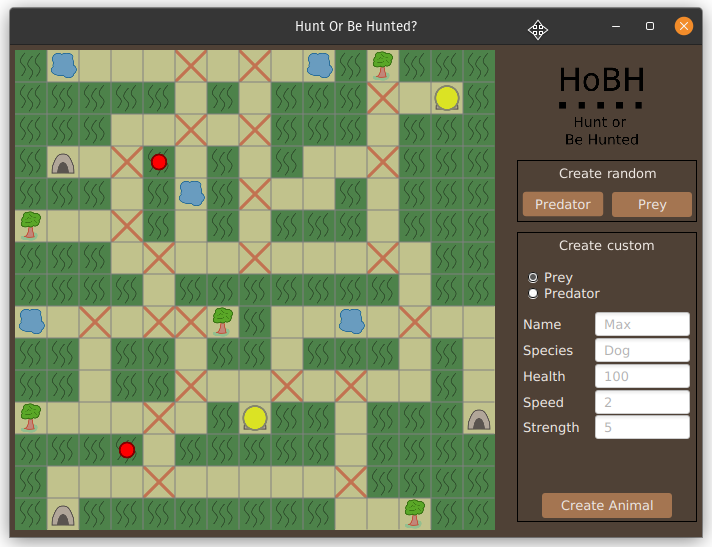 Hunt Or Be Hunted?
HoBH
Hunt or
Be Hunted
Create random
Predator
Prey
Create custom
Prey
Predator
Name Max
Species Dog
Health 100
Speed 2
Strength 5
Create Animal